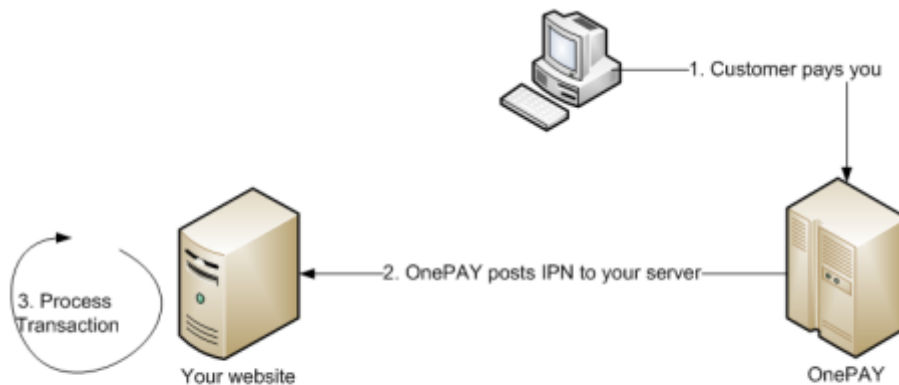 1. Customer pays you
2. OnePAY posts IPN to your server
3. Process
Transaction
Your website
OnePAY